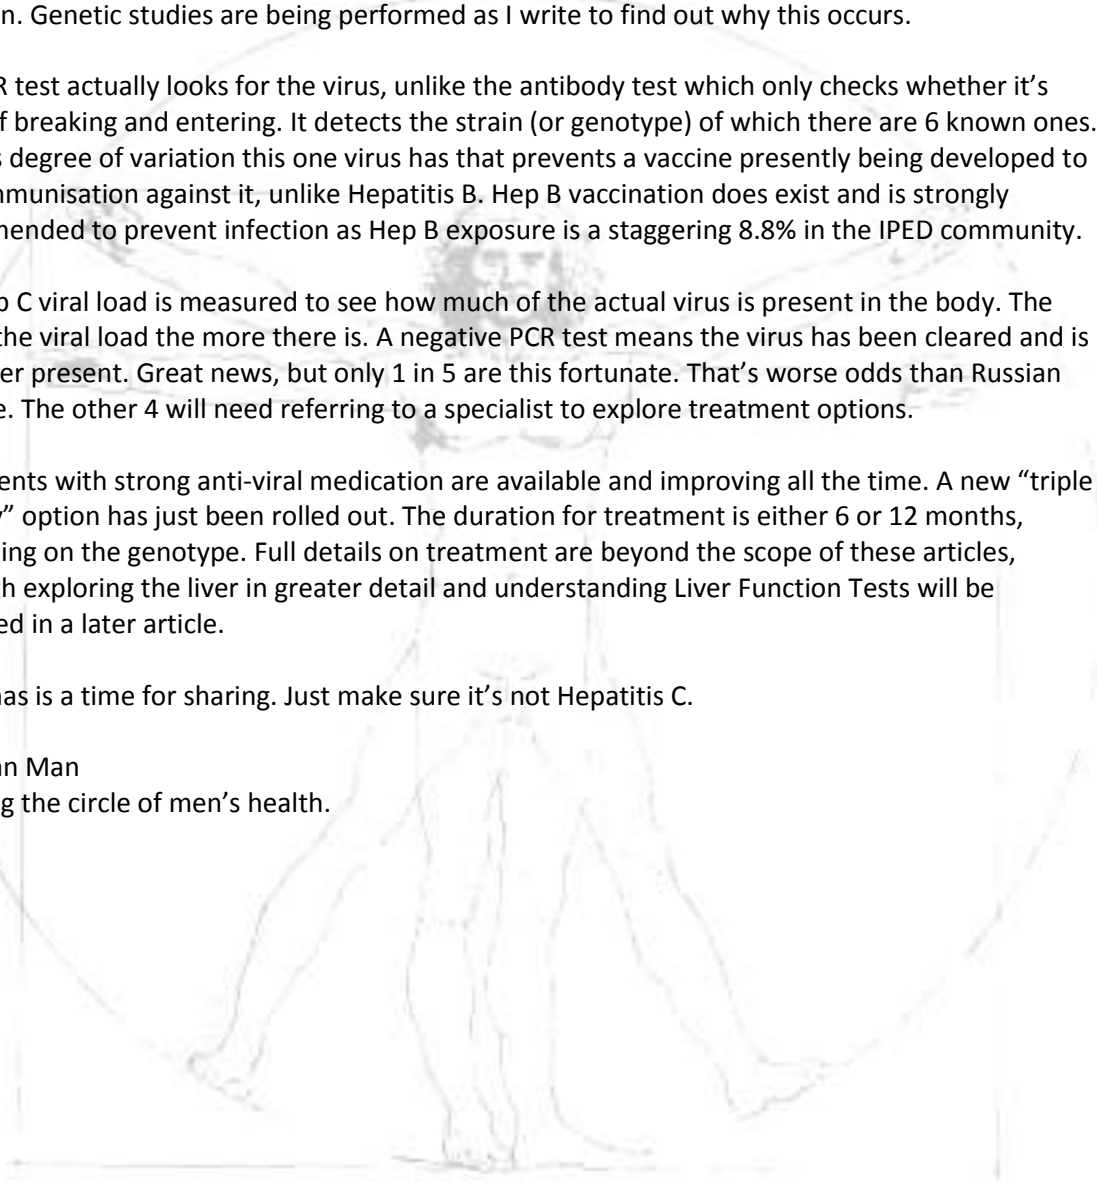 n. Genetic studies are being performed as I write to find out why this occurs.
R test actually looks for the virus, unlike the antibody test which only checks whether it’s
f breaking and entering. It detects the strain (or genotype) of which there are 6 known ones.
s degree of variation this one virus has that prevents a vaccine presently being developed to
mmunisation against it, unlike Hepatitis B. Hep B vaccination does exist and is strongly
mended to prevent infection as Hep B exposure is a staggering 8.8% in the IPED community.
p C viral load is measured to see how much of the actual virus is present in the body. The
the viral load the more there is. A negative PCR test means the virus has been cleared and is
er present. Great news, but only 1 in 5 are this fortunate. That’s worse odds than Russian
e. The other 4 will need referring to a specialist to explore treatment options.
ents with strong anti-viral medication are available and improving all the time. A new “triple
y” option has just been rolled out. The duration for treatment is either 6 or 12 months,
ing on the genotype. Full details on treatment are beyond the scope of these articles,
gh exploring the liver in greater detail and understanding Liver Function Tests will be
ed in a later article.
mas is a time for sharing. Just make sure it’s not Hepatitis C.
an Man
g the circle of men’s health.